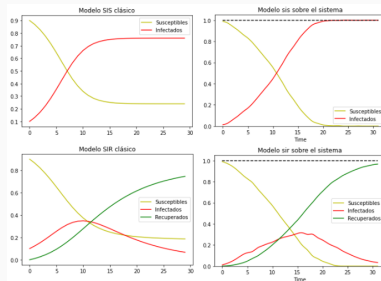 Modelo SIS clásico
0.9
0.8
0.7
0.6
0.5
0.4
0.3
0.2
0.1
0 5 10 15 20 25 30
Susceptibles
Infectados
Modelo sis sobre el sistema
1.0
0.8
0.6
0.4
0.2
0.0
0 5 10 15 20 25 30
Time
Susceptibles
Infectados
Modelo SIR clásico
0.8
0.6
0.4
0.2
0.0
0 5 10 15 20 25 30
Susceptibles
Infectados
Recuperados
Modelo sir sobre el sistema
1.0
0.8
0.6
0.4
0.2
0.0
0 5 10 15 20 25 30
Time
Susceptibles
Infectados
Recuperados